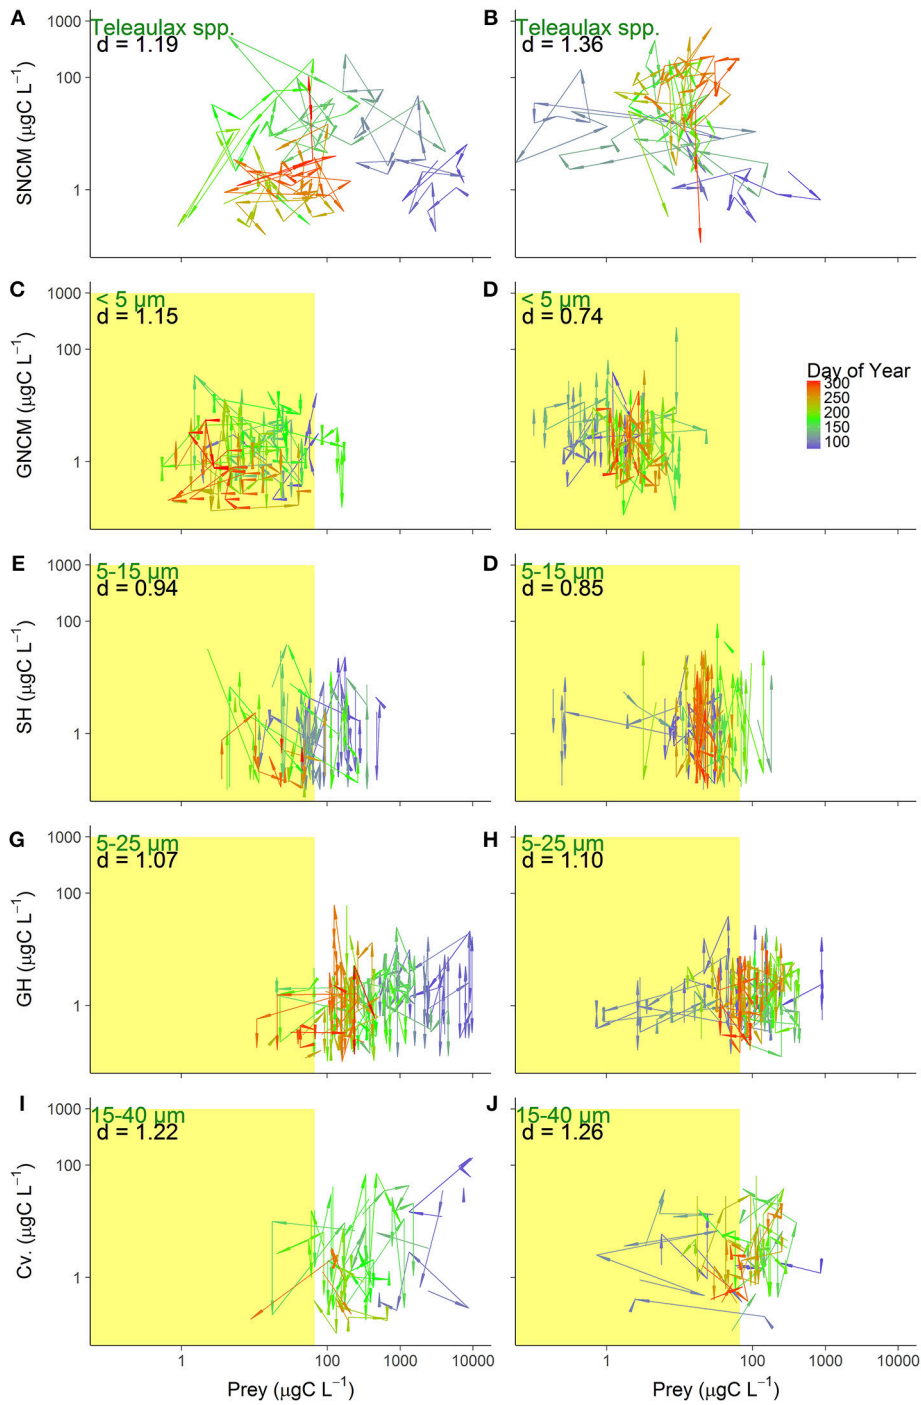 A
B
1000
Teleaulax spp.
d = 1.19
Teleaulax spp.
d = 1.36
100
SNCM (µgC L−1)
1
C
D
1000
< 5 µm
d = 1.15
< 5 µm
d = 0.74
100
GNCM (µgC L−1)
1
Day of Year
300
250
200
150
100
E
D
1000
5-15 µm
d = 0.94
5-15 µm
d = 0.85
100
SH (µgC L−1)
1
G
H
1000
5-25 µm
d = 1.07
5-25 µm
d = 1.10
100
GH (µgC L−1)
1
I
J
1000
15-40 µm
d = 1.22
15-40 µm
d = 1.26
100
Cv. (µgC L−1)
1
1 100 1000 10000
1 100 1000 10000
Prey (µgC L−1)
Prey (µgC L−1)